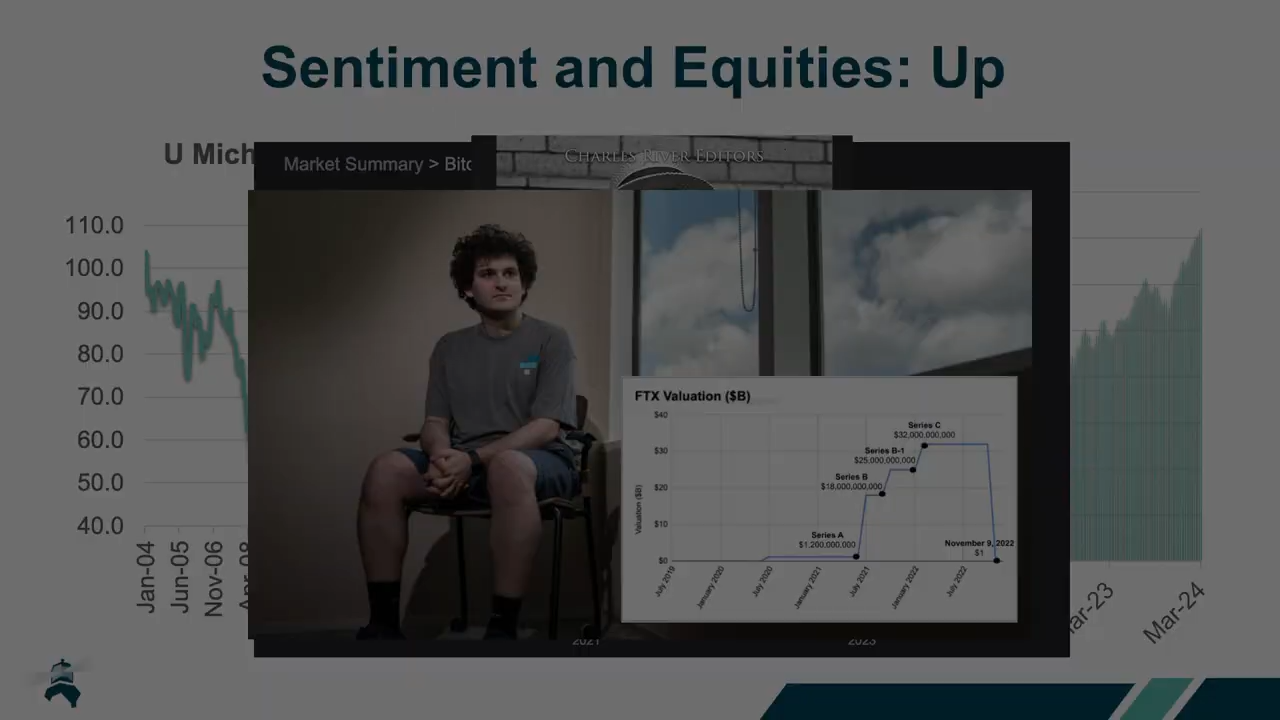 Sentiment and Equities: Up
U Mich
Market Summary > Bitc
CHARLES RIVER EDITORS
110.0
100.0
90.0
80.0
70.0
60.0
50.0
40.0
Jan-04
Jun-05
Nov-06
FTX Valuation ($B)
Valuation ($B)
$40
$30
$20
$10
$0
Series C
$32,000,000,000
Series B-1
$25,000,000,000
Series B
$18,000,000,000
Series A
$1,200,000,000
November 9, 2022
$1
July 2019
January 2020
July 2020
January 2021
July 2021
January 2022
July 2022
2021
2023
ar-23
Mar-24